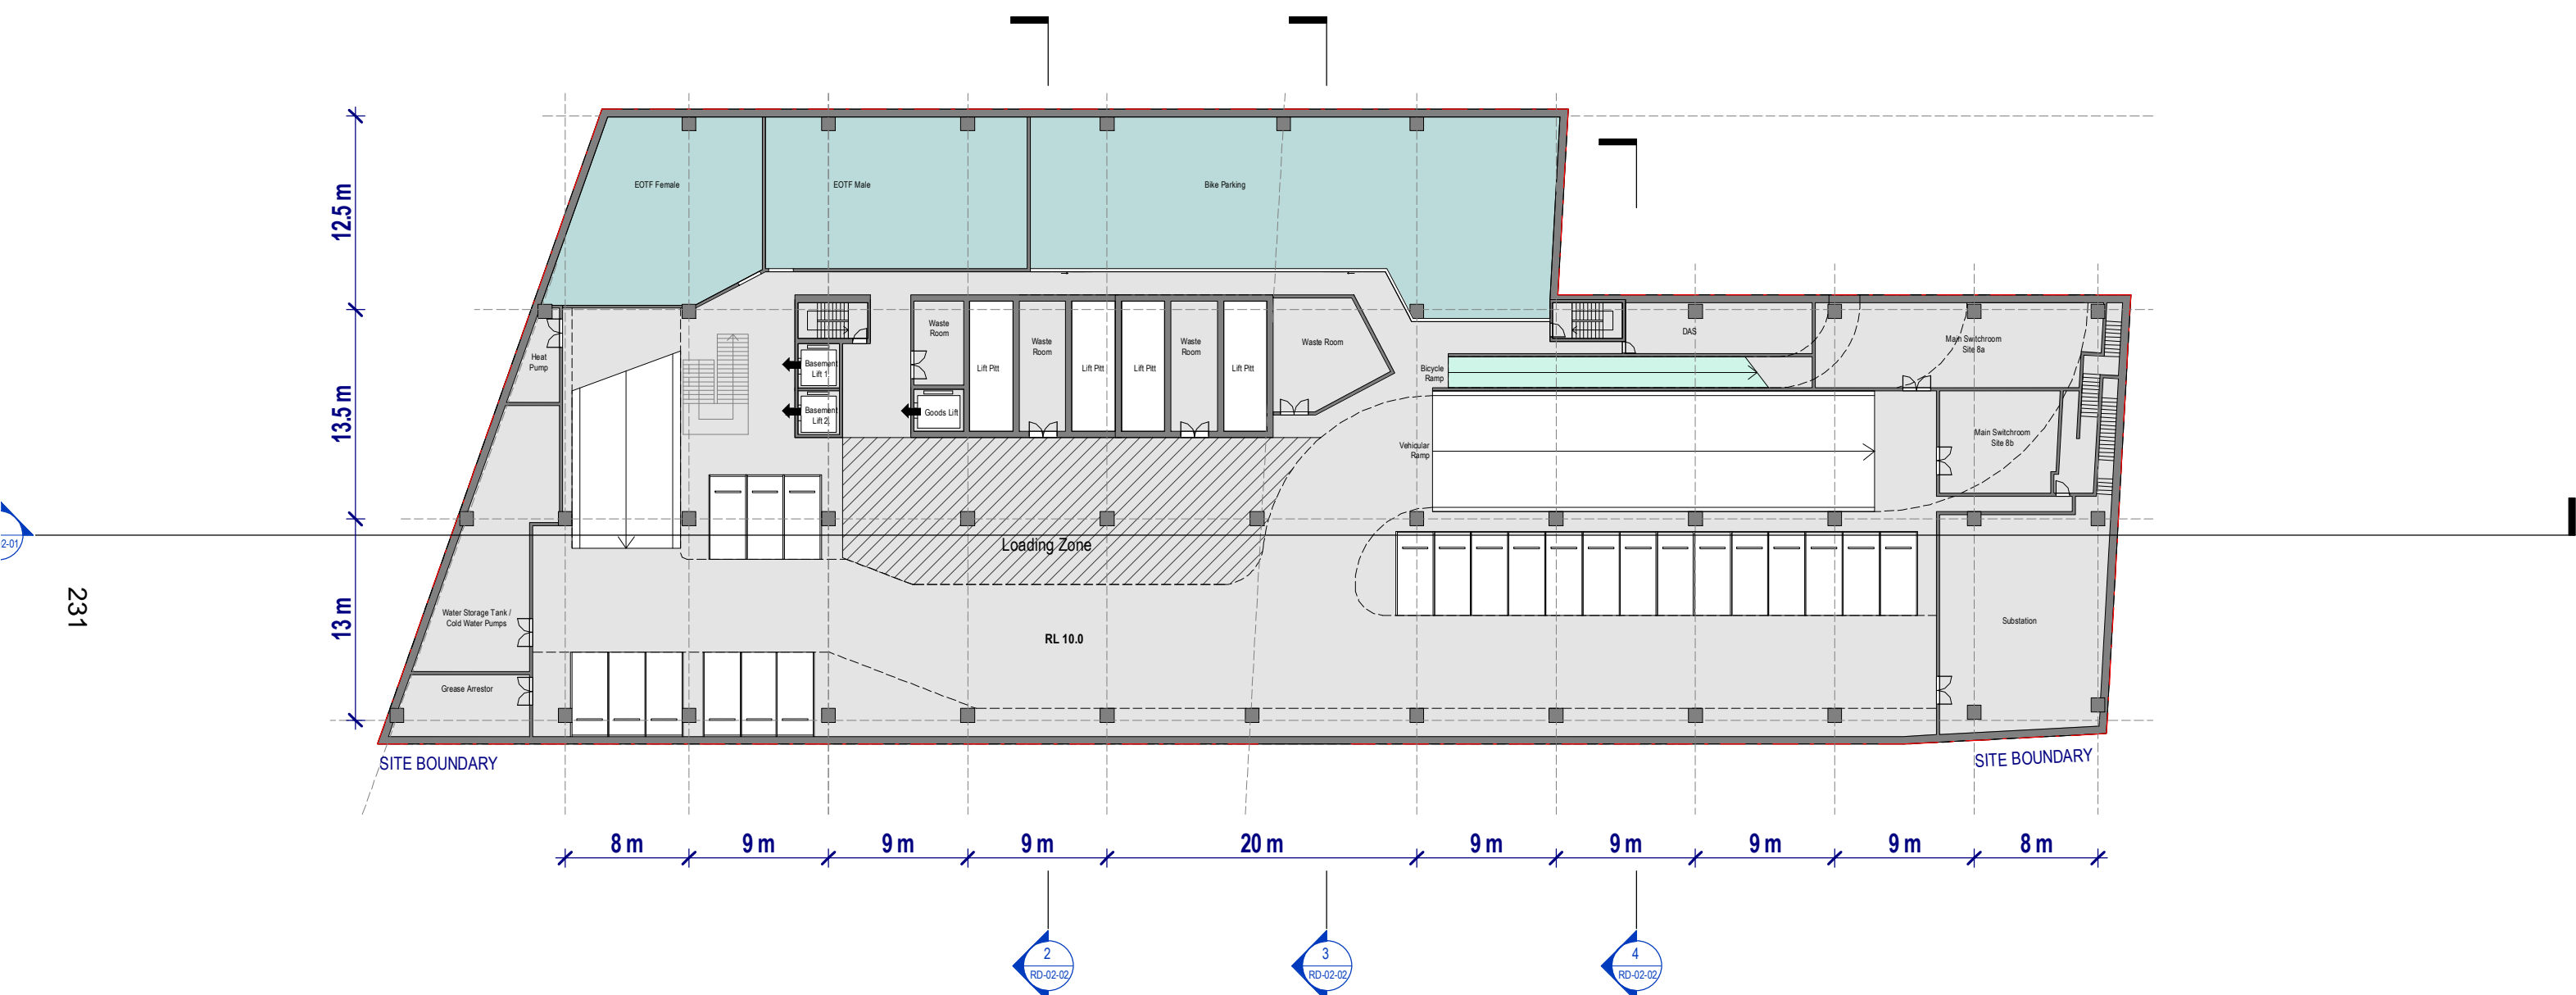 12.5 m
13.5 m
13 m
EOTF Female
EOTF Male
Bike Parking
Heat
Pump
Basement
Lift 1
Basement
Lift 2
Waste
Room
Goods Lift
Lift Pitt
Waste
Room
Lift Pitt
Lift Pitt
Waste
Room
Lift Pitt
Waste Room
Bicycle
Ramp
Vehicular
Ramp
DAS
Main Switchroom
Site 8a
Main Switchroom
Site 8b
2-01
Loading Zone
231
Water Storage Tank /
Cold Water Pumps
RL 10.0
Substation
Grease Arrestor
SITE BOUNDARY
SITE BOUNDARY
8 m
9 m
9 m
9 m
20 m
9 m
9 m
9 m
9 m
8 m
2
RD-02-02
3
RD-02-02
4
RD-02-02